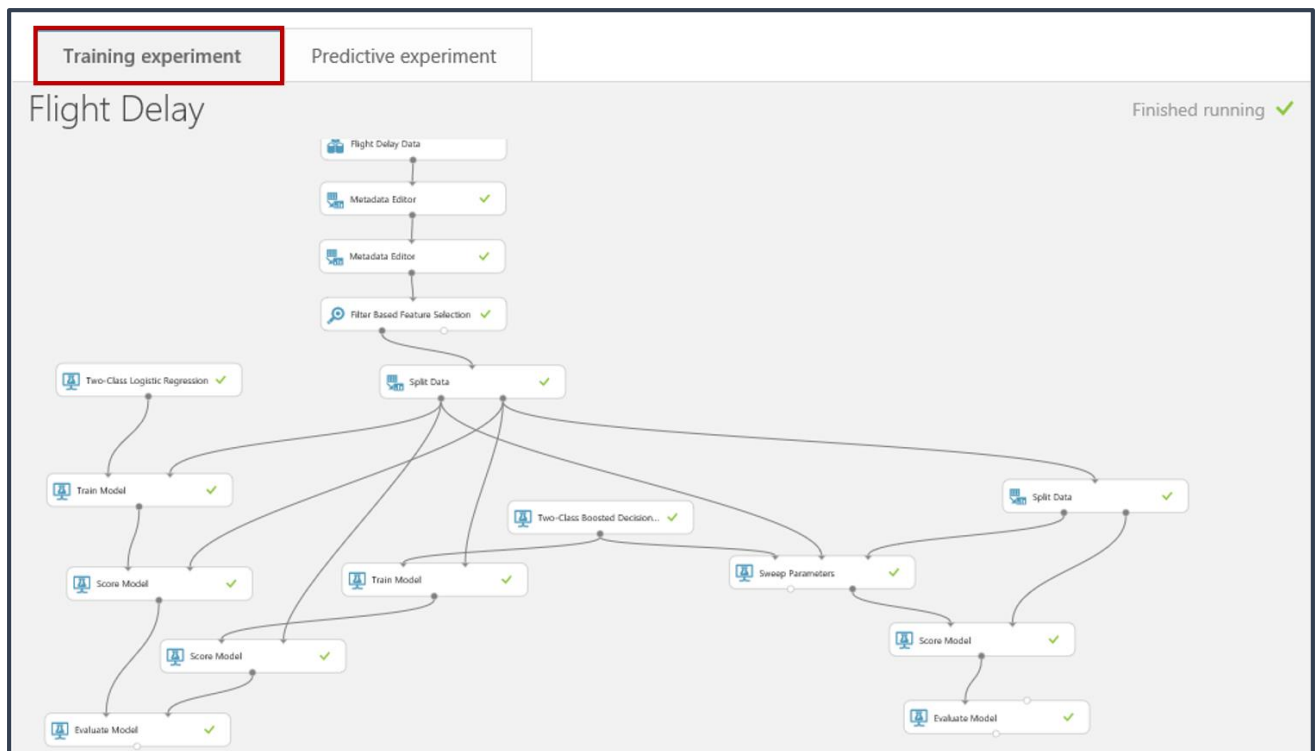 Training experiment
Predictive experiment
Flight Delay
Finished running
Flight Delay Data
Metadata Editor
Metadata Editor
Filter Based Feature Selection
Two-Class Logistic Regression
Split Data
Train Model
Split Data
Two-Class Boosted Decision...
Score Model
Train Model
Sweep Parameters
Score Model
Score Model
Evaluate Model
Evaluate Model